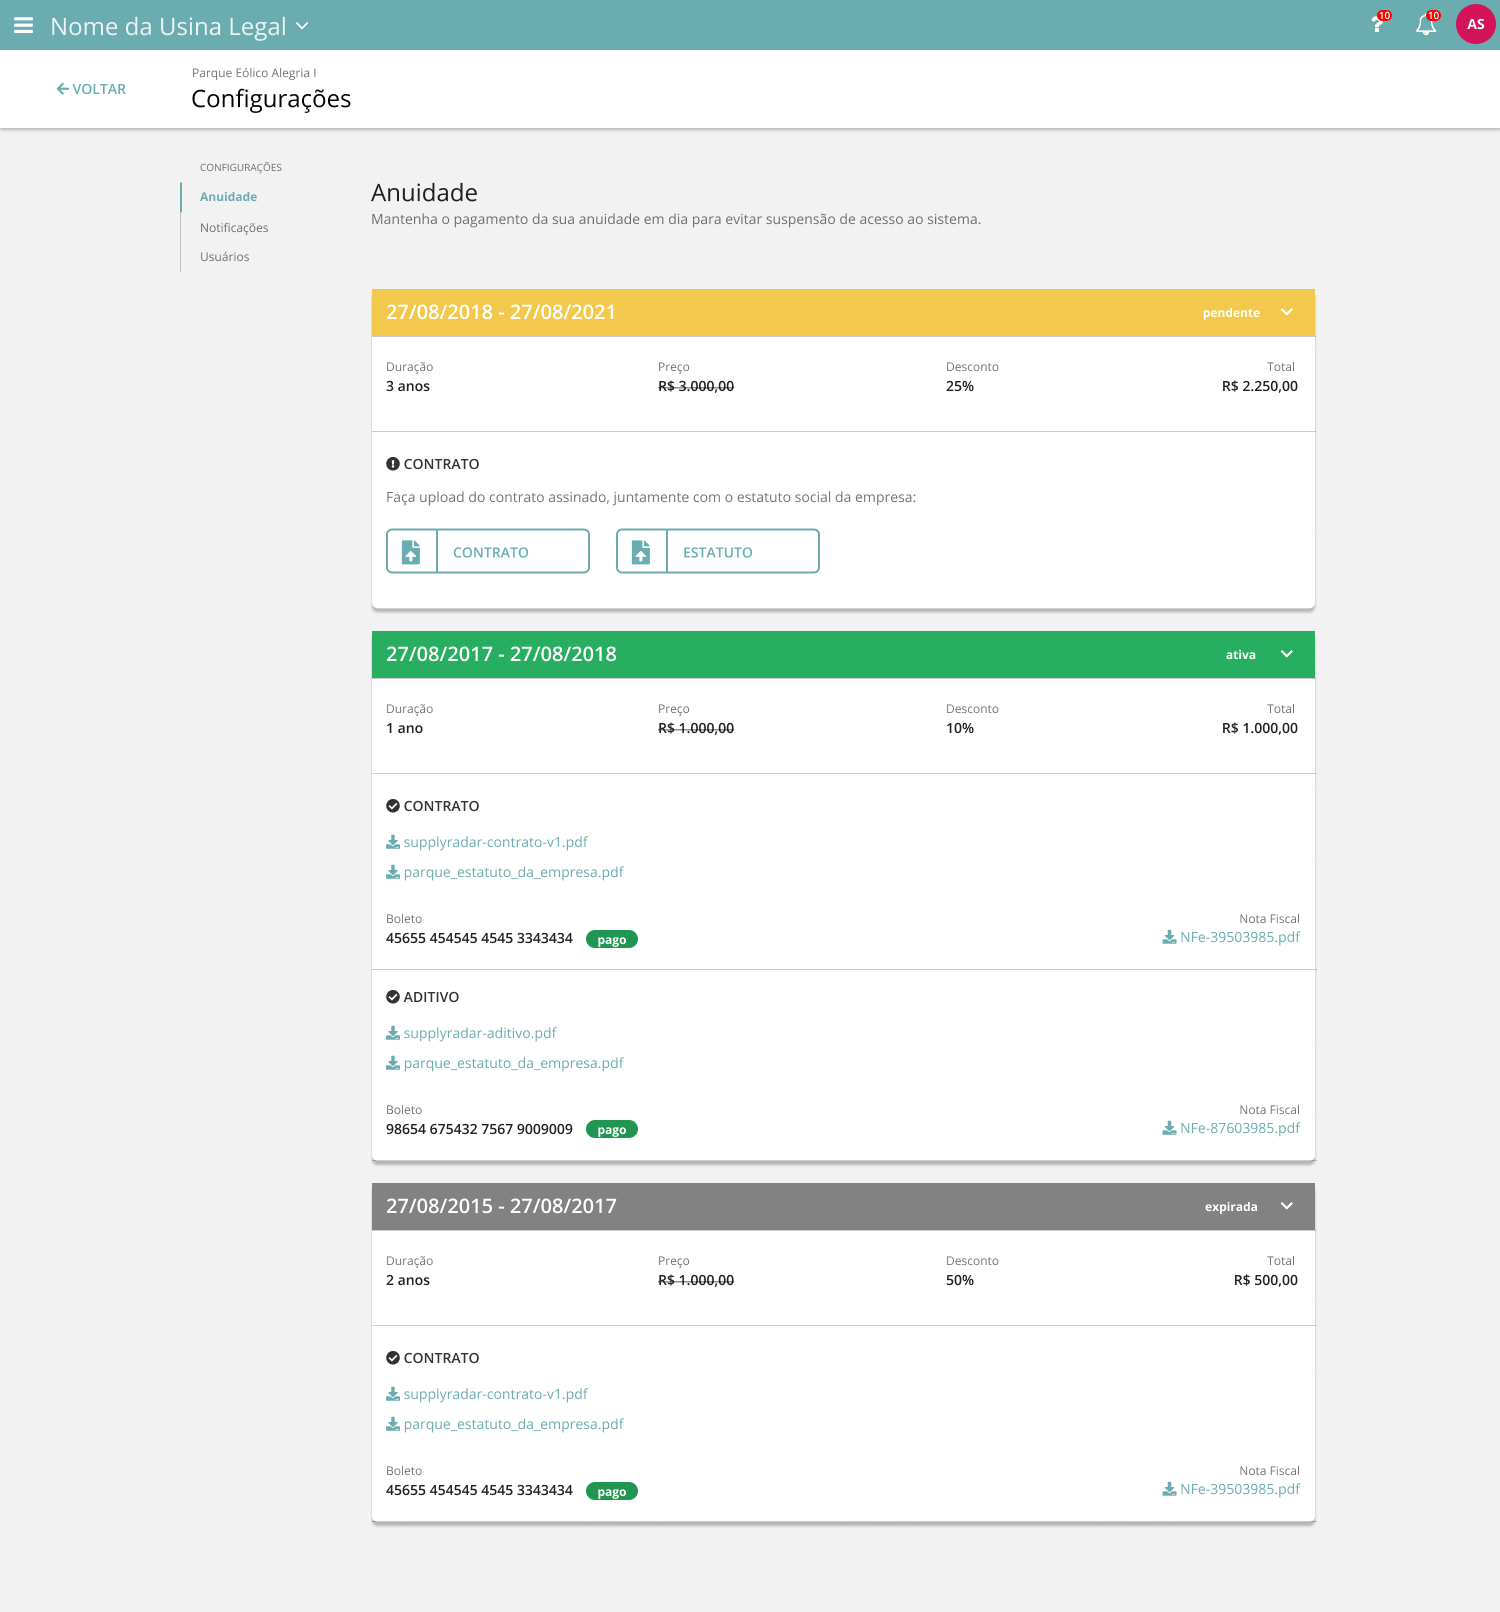 Nome da Usina Legal
10
10
AS
VOLTAR
Parque Eólico Alegria I
Configurações
CONFIGURAÇÕES
Anuidade
Notificações
Usuários
Anuidade
Mantenha o pagamento da sua anuidade em dia para evitar suspensão de acesso ao sistema.
27/08/2018 - 27/08/2021 pendente
Duração Preço Desconto Total
3 anos R$ 3.000,00 25% R$ 2.250,00
CONTRATO
Faça upload do contrato assinado, juntamente com o estatuto social da empresa:
CONTRATO ESTATUTO
27/08/2017 - 27/08/2018 ativa
Duração Preço Desconto Total
1 ano R$ 1.000,00 10% R$ 1.000,00
CONTRATO
supplyradar-contrato-v1.pdf
parque_estatuto_da_empresa.pdf
Boleto Nota Fiscal
45655 454545 4545 3343434 pago NFe-39503985.pdf
ADITIVO
supplyradar-aditivo.pdf
parque_estatuto_da_empresa.pdf
Boleto Nota Fiscal
98654 675432 7567 9009009 pago NFe-87603985.pdf
27/08/2015 - 27/08/2017 expirada
Duração Preço Desconto Total
2 anos R$ 1.000,00 50% R$ 500,00
CONTRATO
supplyradar-contrato-v1.pdf
parque_estatuto_da_empresa.pdf
Boleto Nota Fiscal
45655 454545 4545 3343434 pago NFe-39503985.pdf